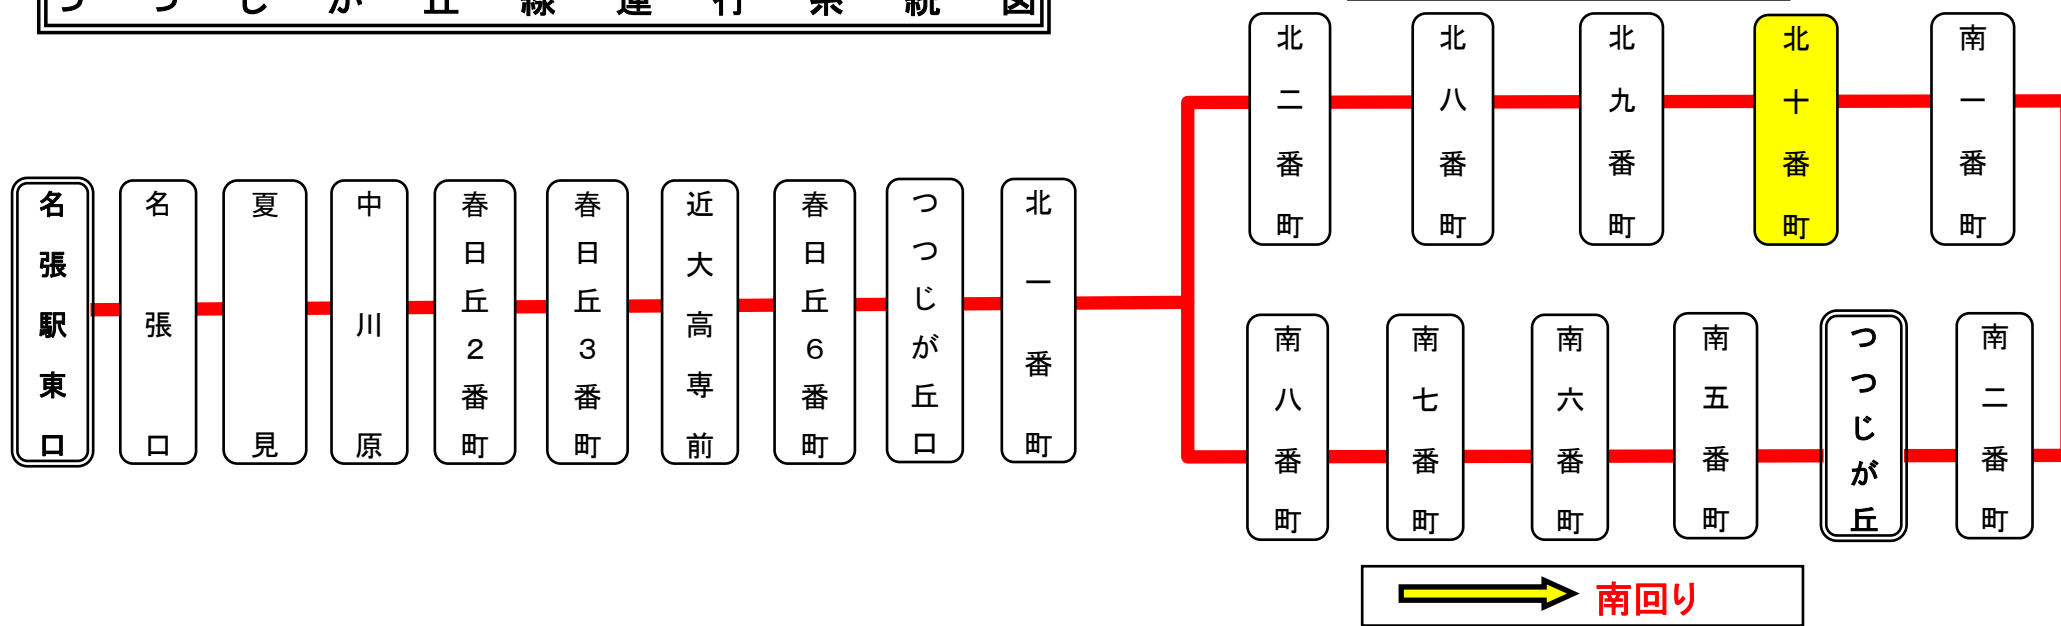 つつじが丘線運行系統図
名張駅東口
名張口
夏見
中川原
春日丘2番町
春日丘3番町
近大高専前
春日丘6番町
つつじが丘口
北一番町
北二番町
北八番町
北九番町
北十番町
南一番町
南八番町
南七番町
南六番町
南五番町
つつじが丘
南二番町
南回り